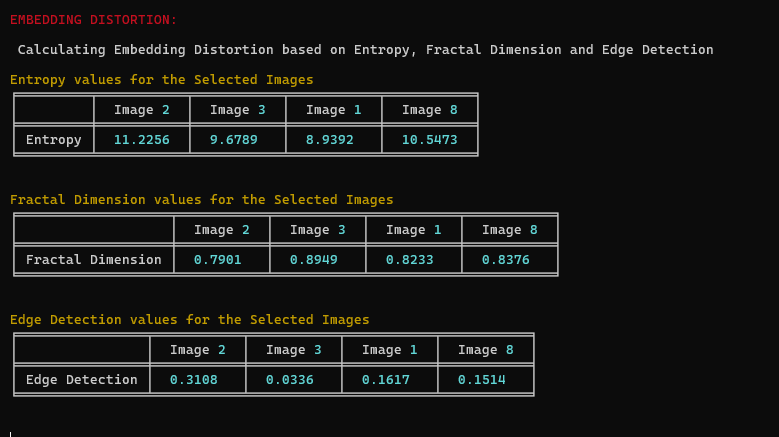 EMBEDDING DISTORTION:
Calculating Embedding Distortion based on Entropy, Fractal Dimension and Edge Detection
Entropy values for the Selected Images
Image 2 Image 3 Image 1 Image 8
Entropy 11.2256 9.6789 8.9392 10.5473
Fractal Dimension values for the Selected Images
Image 2 Image 3 Image 1 Image 8
Fractal Dimension 0.7901 0.8949 0.8233 0.8376
Edge Detection values for the Selected Images
Image 2 Image 3 Image 1 Image 8
Edge Detection 0.3108 0.0336 0.1617 0.1514